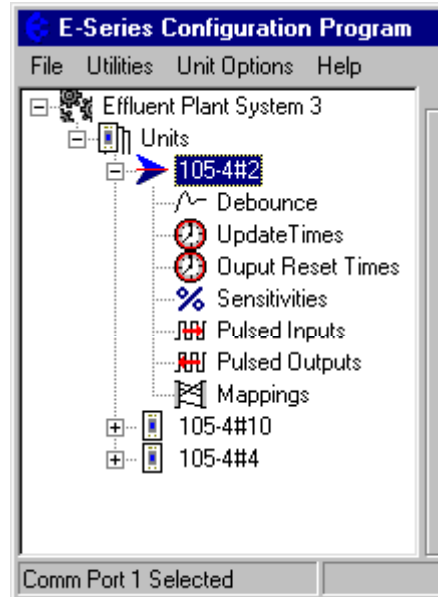 E-Series Configuration Program
File Utilities Unit Options Help
Effluent Plant System 3
Units
105-4#2
Debounce
UpdateTimes
Ouput Reset Times
Sensitivities
Pulsed Inputs
Pulsed Outputs
Mappings
105-4#10
105-4#4
Comm Port 1 Selected